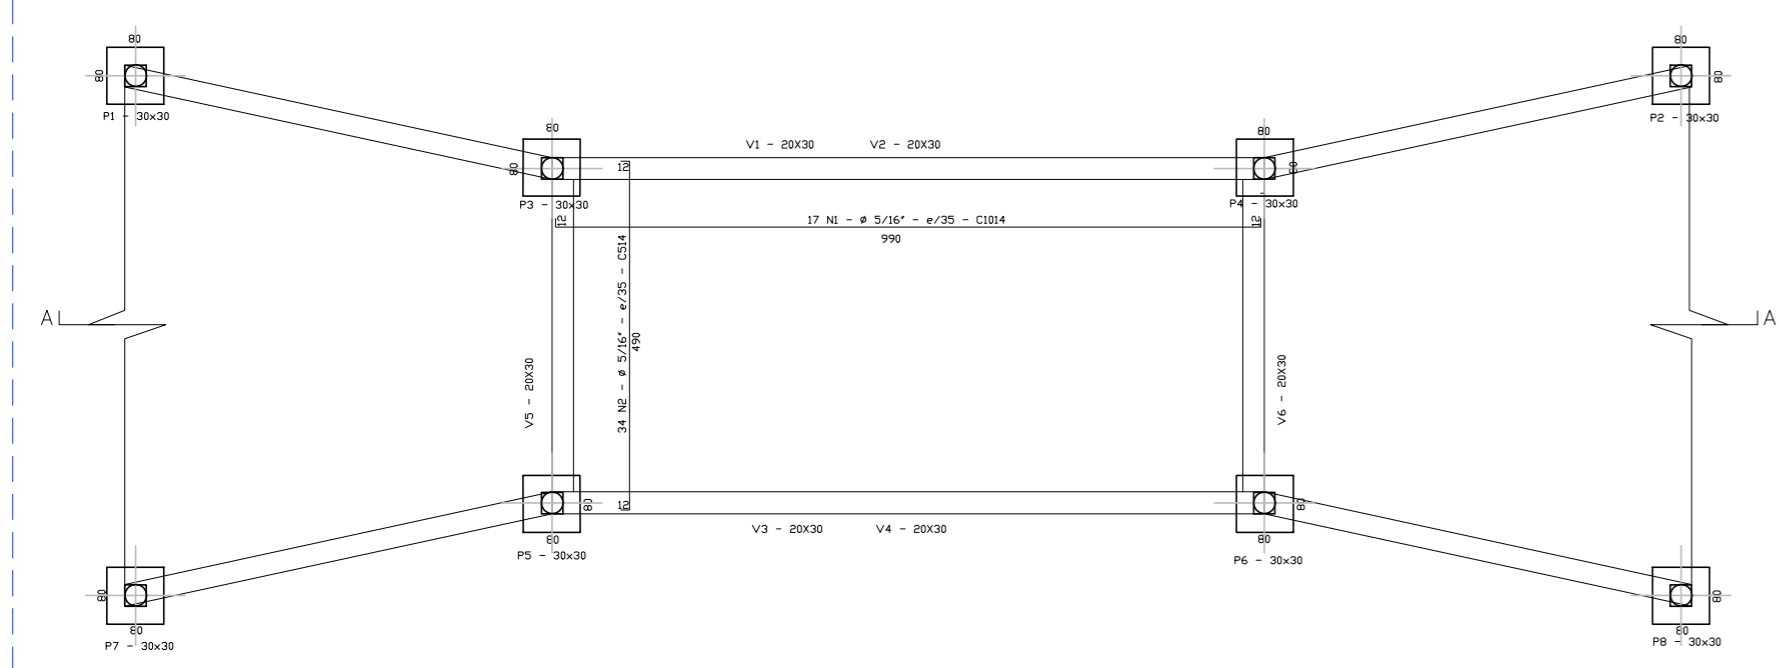 80
80
80
80
P1 - 30x30
P2 - 30x30
80
80
V1 - 20X30
V2 - 20X30
80
80
12
P3 - 30x30
P4 - 30x30
12
17 N1 - ø 5/16" - e/35 - C1014
12
990
34 N2 - ø 5/16" - e/35 - C514
490
A
A
V5 - 20X30
V6 - 20X30
12
80
80
V3 - 20X30
V4 - 20X30
80
80
P5 - 30x30
P6 - 30x30
80
80
80
80
P7 - 30x30
P8 - 30x30